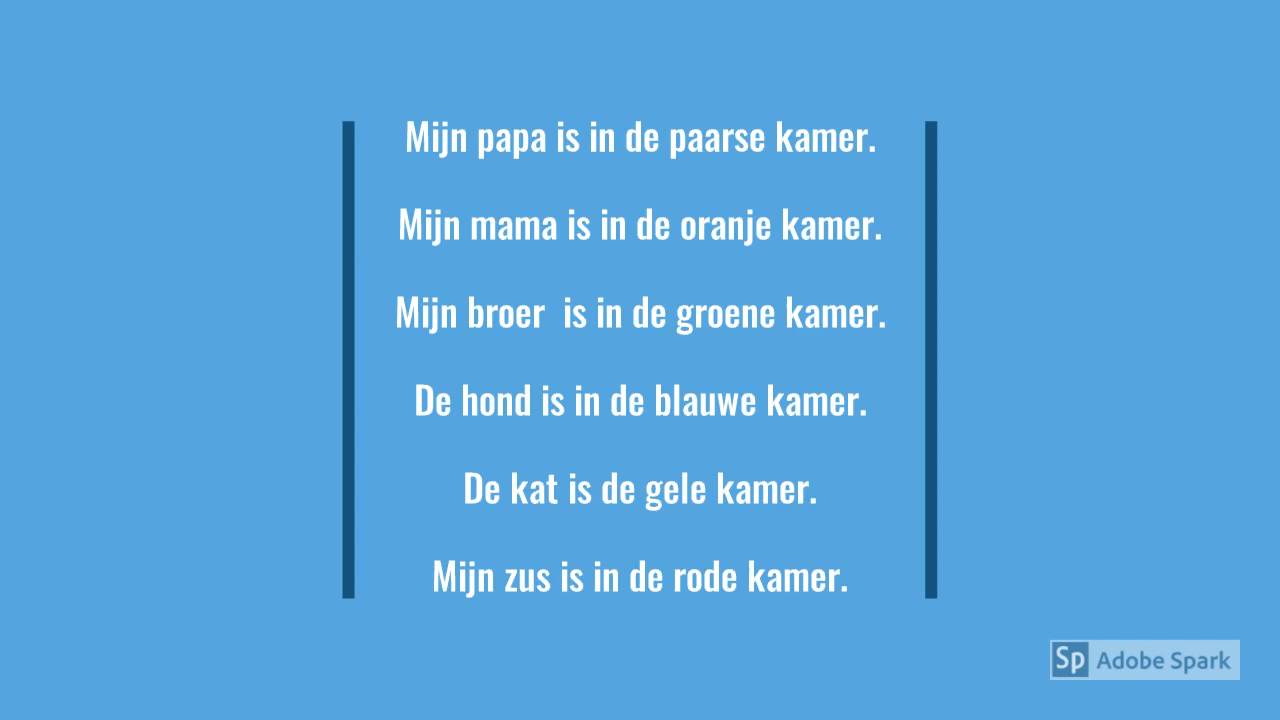 Mijn papa is in de paarse kamer.
Mijn mama is in de oranje kamer.
Mijn broer  is in de groene kamer.
De hond is in de blauwe kamer.
De kat is de gele kamer.
Mijn zus is in de rode kamer.
Sp Adobe Spark